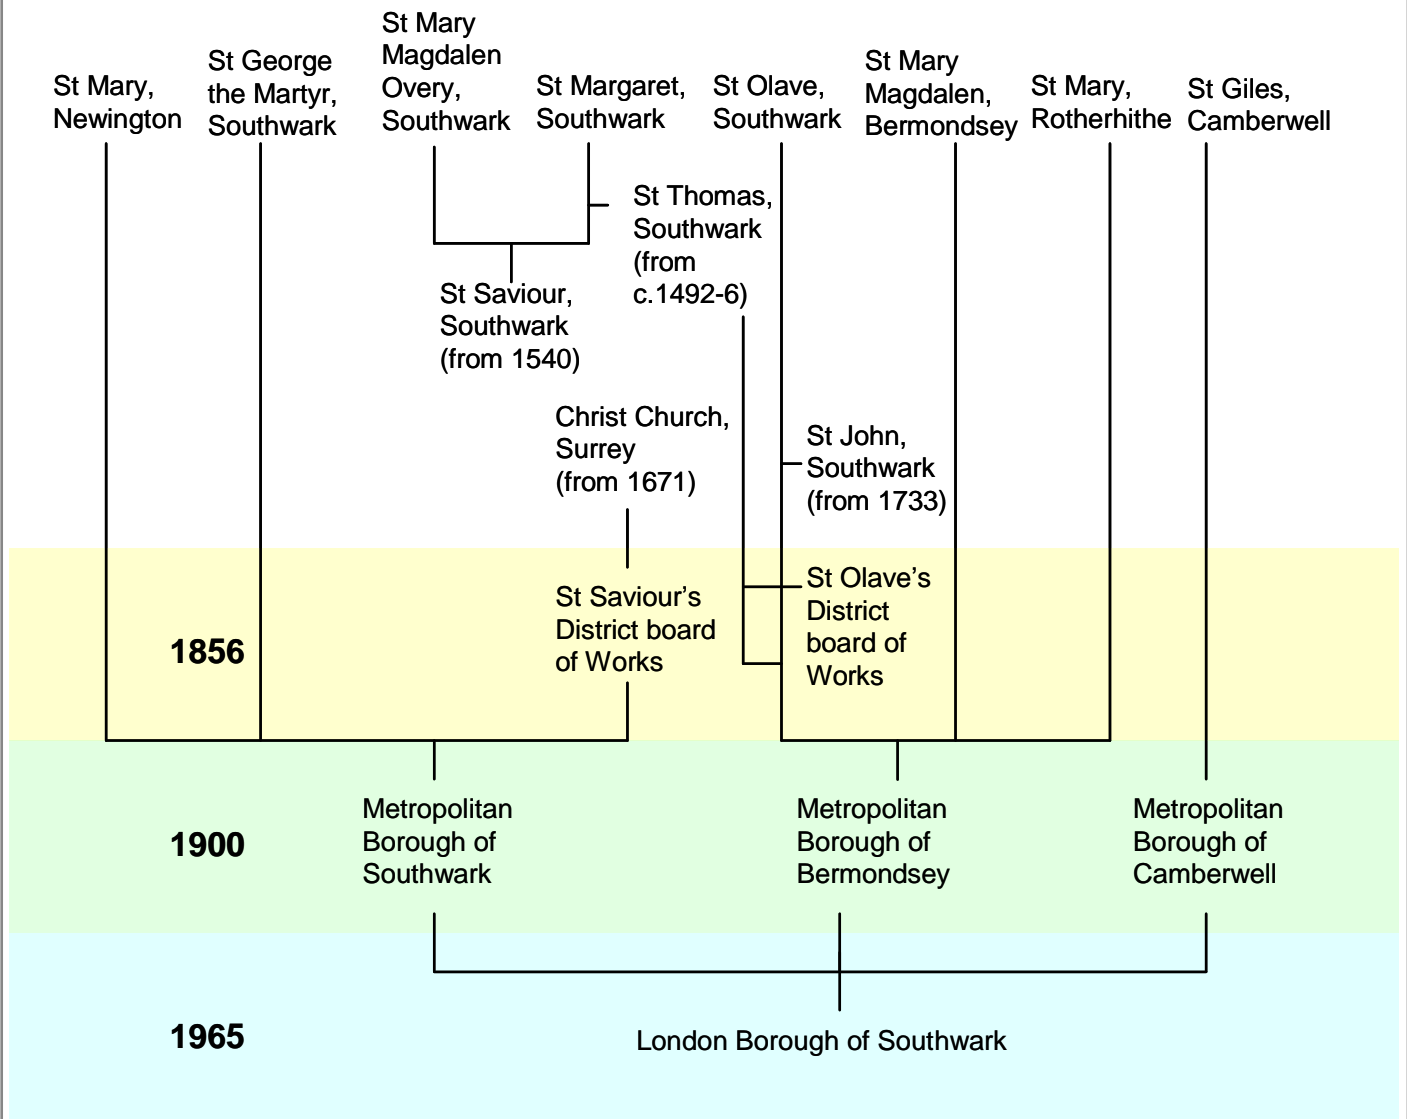 St Mary,
Newington
St George
the Martyr,
Southwark
St Mary
Magdalen
Overy,
Southwark
St Margaret,
Southwark
St Olave,
Southwark
St Mary
Magdalen,
Bermondsey
St Mary,
Rotherhithe
St Giles,
Camberwell
St Thomas,
Southwark
(from
c.1492-6)
St Saviour,
Southwark
(from 1540)
Christ Church,
Surrey
(from 1671)
St John,
Southwark
(from 1733)
1856
St Saviour's
District board
of Works
St Olave's
District
board of
Works
1900
Metropolitan
Borough of
Southwark
Metropolitan
Borough of
Bermondsey
Metropolitan
Borough of
Camberwell
1965
London Borough of Southwark